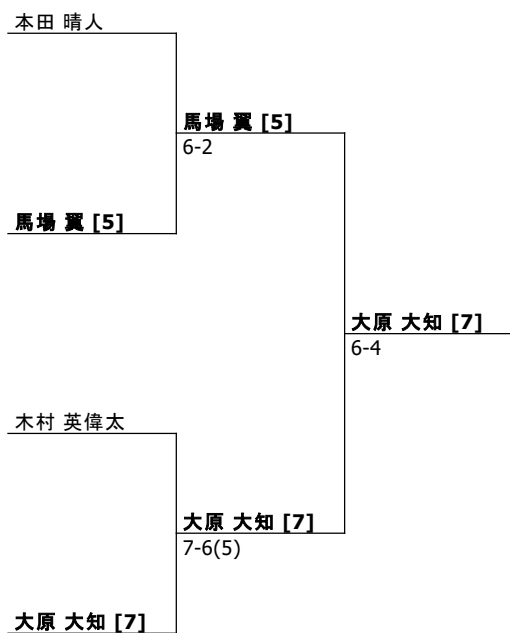 本田 晴人
馬場 翼 [5]
6-2
馬場 翼 [5]
大原 大知 [7]
6-4
木村 英偉太
大原 大知 [7]
7-6(5)
大原 大知 [7]